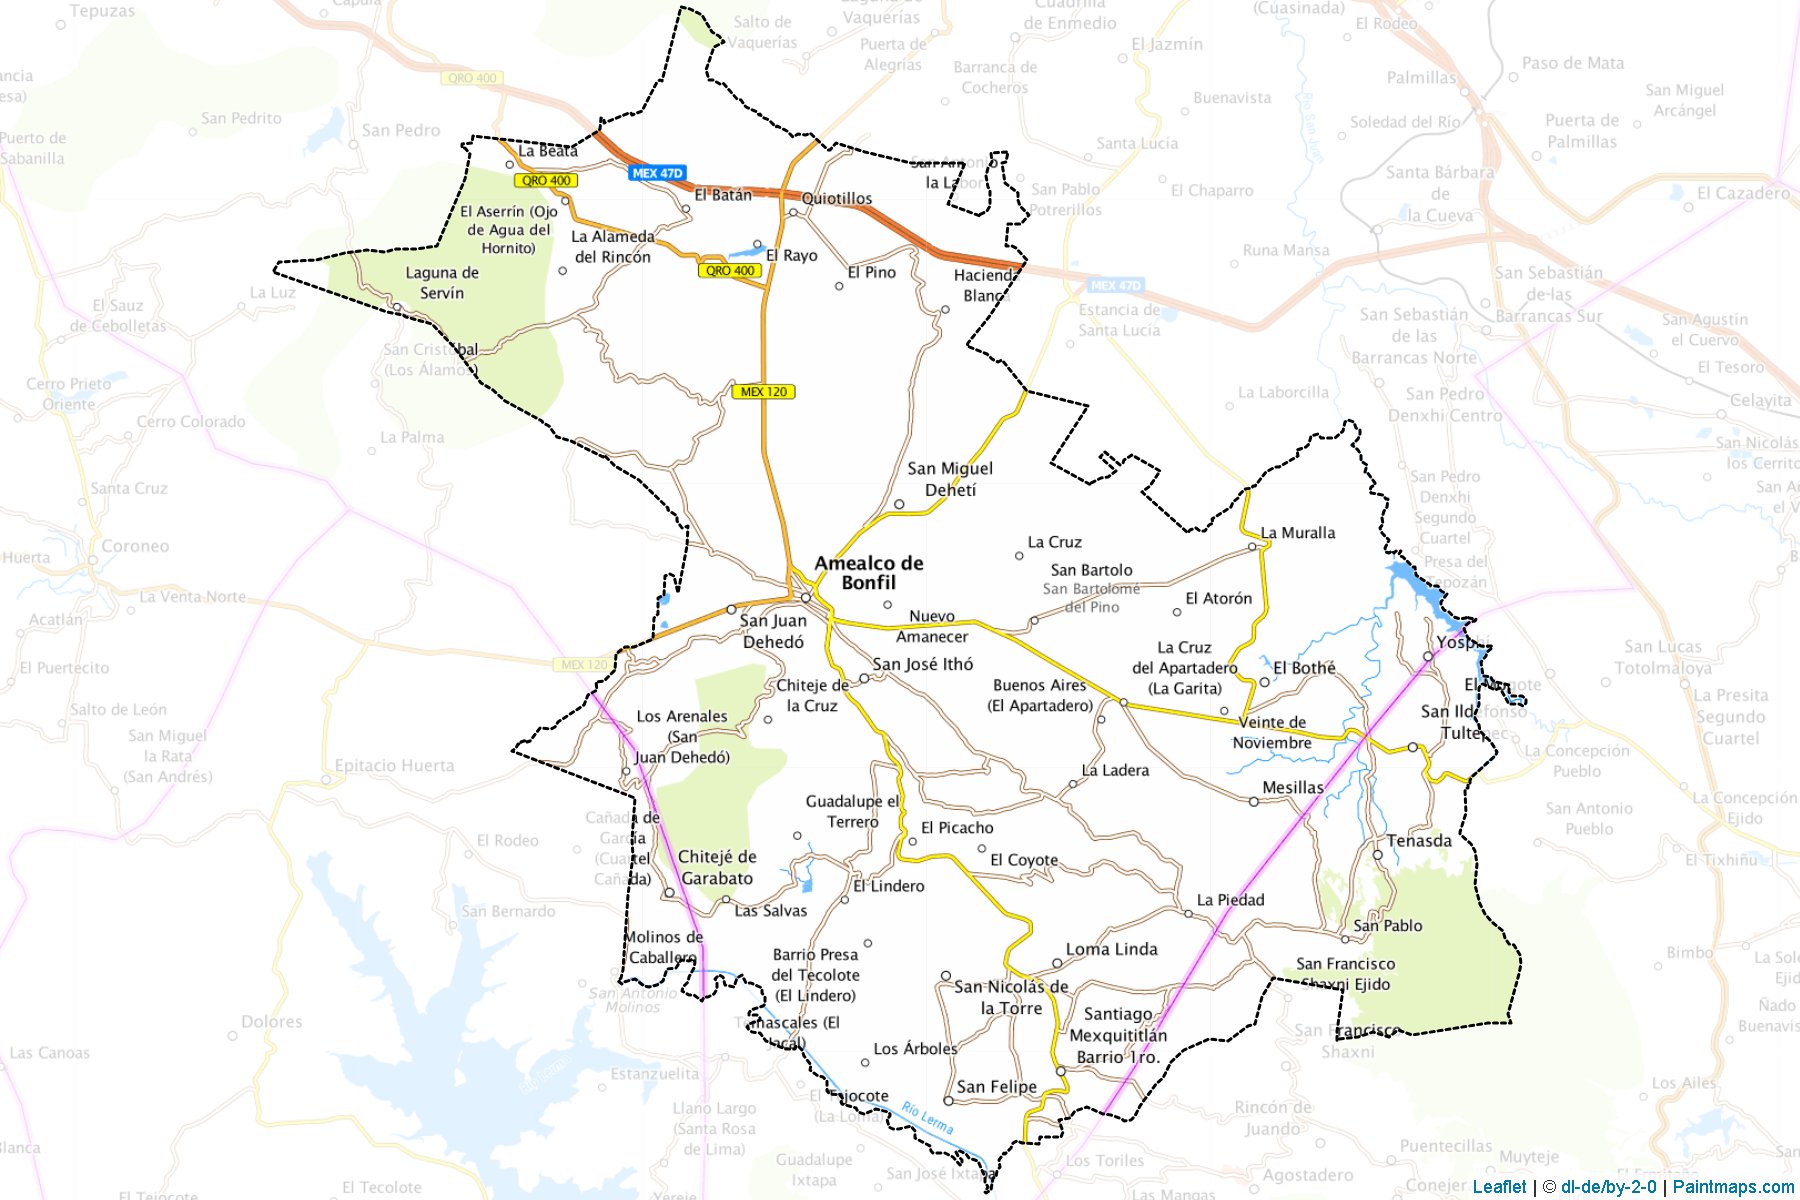 Tepuzas
Capula
Salto de
Vaquerías
Laguna de
Vaquerías
Puerta de
Alegrías
Cuadrilla
de Enmedio
El Jazmín
(Cuasinada)
El Rodeo
Palmillas
Paso de Mata
San Miguel
Arcángel
Puerta de
Palmillas
Barranca de
Cocheros
Buenavista
Soledad del Río
Río San Juan
QRO 400
San Pedrito
San Pedro
Puerto de
Sabanilla
La Beata
QRO 400
MEX 47D
El Batán
Quiotillos
San Antonio
la Labor
Santa Lucía
San Pablo
Potrerillos
El Chaparro
Santa Bárbara
de
la Cueva
El Cazadero
El Aserrín (Ojo
de Agua del
Hornito)
La Alameda
del Rincón
El Rayo
QRO 400
El Pino
Hacienda
Blanca
MEX 47D
Runa Mansa
San Sebastián
de las
Barrancas Sur
Laguna de
Servín
La Luz
El Sauz
de Cebolletas
Estancia de
Santa Lucía
San Sebastián
de las
Barrancas Norte
San Agustín
el Cuervo
El Tesoro
San Cristóbal
(Los Álamos)
Cerro Prieto
Oriente
Cerro Colorado
La Palma
MEX 120
La Laborcilla
San Pedro
Denxhi Centro
Celayita
San Nicolás
los Cerrito
San Miguel
Dehetí
San Pedro
Denxhi
Segundo
Cuartel
Santa Cruz
Coroneo
Huerta
La Cruz
La Muralla
Presa del
Tepozán
Amealco de
Bonfil
San Bartolo
San Bartolomé
del Pino
El Atorón
Acatlán
La Venta Norte
San Juan
Dehedó
Nuevo
Amanecer
La Cruz
del Apartadero
(La Garita)
El Bothé
Yosphí
San Lucas
Totolmaloya
MEX 120
El Puertecito
San José Ithó
Chiteje de
la Cruz
Buenos Aires
(El Apartadero)
El Mogote
San Ildefonso
Tultepec
La Presita
Segundo
Cuartel
Salto de León
San Miguel
la Rata
(San Andrés)
Los Arenales
(San
Juan Dehedó)
Veinte de
Noviembre
La Concepción
Pueblo
Epitacio Huerta
La Ladera
Mesillas
La Concepción
Ejido
Guadalupe el
Terrero
El Picacho
San Antonio
Pueblo
Cañada de
García
(Cuartel
Cañada)
El Rodeo
Chitejé de
Garabato
El Coyote
Tenasda
El Tixhiñu
El Lindero
Las Salvas
La Piedad
San Pablo
San Bernardo
Molinos de
Caballero
Barrio Presa
del Tecolote
(El Lindero)
Loma Linda
San Francisco
Shaxni Ejido
Bimbo
San Antonio
Molinos
San Nicolás de
la Torre
Santiago
Mexquititlán
Barrio 1ro.
San Francisco
Shaxni
Ñado
Buenavista
Dolores
Las Canoas
Temascales (El
Jacal)
Los Árboles
Río Lerma
Estanzuelita
San Felipe
El Tejocote
(La Loma)
Río Lerma
Llano Largo
(Santa Rosa
de Lima)
Rincón de
Juando
Los Ailes
Conejera
Puentecillas
Muyteje
Guadalupe
San José Ixtapa
Los Toriles
Agostadero
El Tecolote
Leaflet | © dl-de/by-2-0 | Paintmaps.com